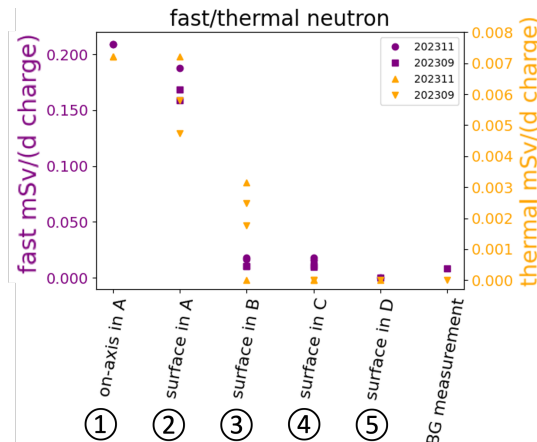 fast/thermal neutron
fast mSv/(d charge)
0.200
0.150
0.100
0.050
0.000
202311
202309
202311
202309
0.008
0.007
0.006
0.005
0.004
0.003
0.002
0.001
0.000
thermal mSv/(d charge)
on-axis in A
surface in A
surface in B
surface in C
surface in D
BG measurement
① ② ③ ④ ⑤